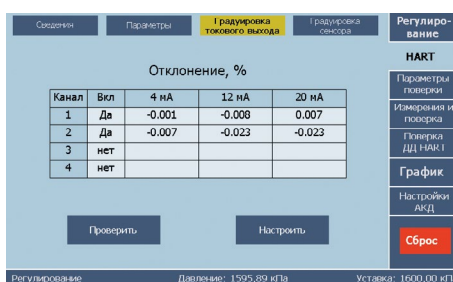 Сведения
Параметры
Градуировка
токового выхода
Градуировка
сенсора
Регулиро-
вание
HART
Параметры
поверки
Измерения и
поверка
Поверка
ДД HART
График
Настройки
АКД
Сброс
Отклонение, %
Канал Вкл 4 мА 12 мА 20 мА
1 Да -0.001 -0.008 0.007
2 Да -0.007 -0.023 -0.023
3 нет
4 нет
Проверить
Настроить
Регулирование Давление: 1595,89 кПа Уставка: 1600,00 кП